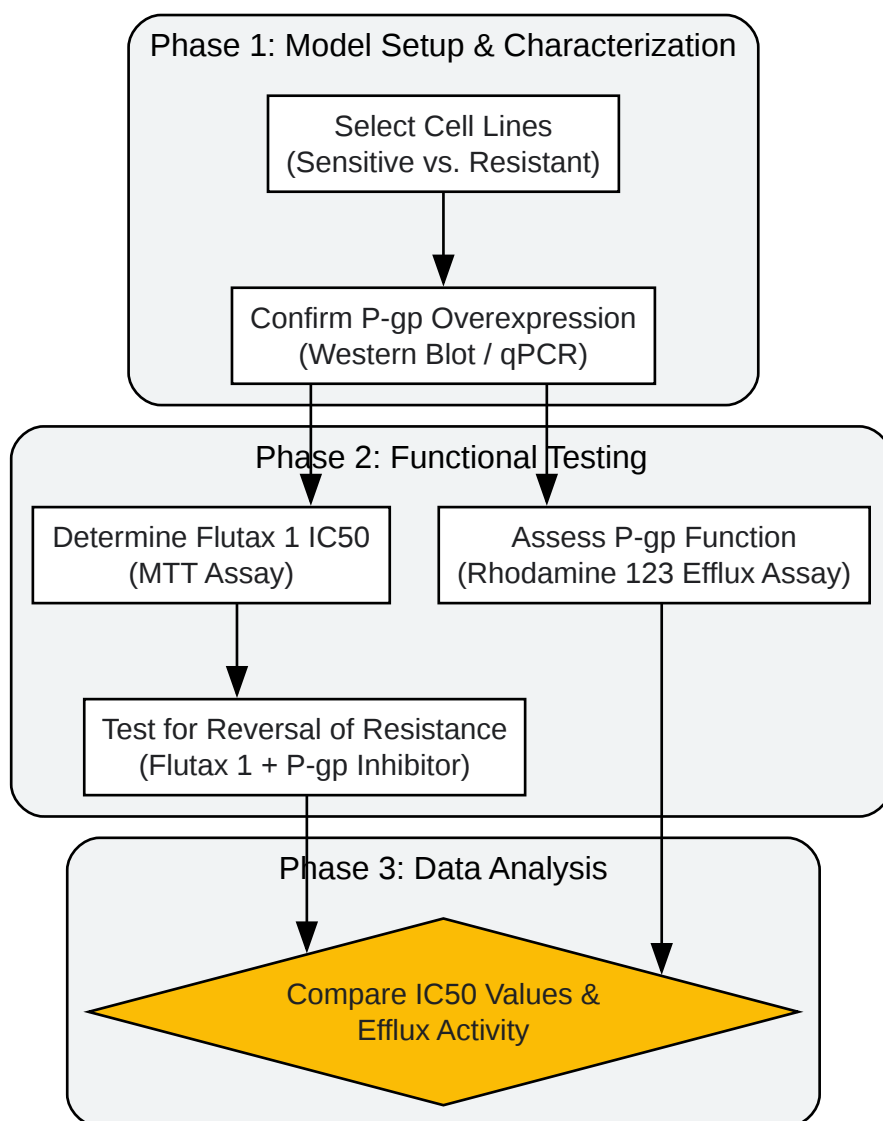 Phase 1: Model Setup & Characterization
Select Cell Lines
(Sensitive vs. Resistant)
Confirm P-gp Overexpression
(Western Blot / qPCR)
Phase 2: Functional Testing
Determine Flutax 1 IC50
(MTT Assay)
Assess P-gp Function
(Rhodamine 123 Efflux Assay)
Test for Reversal of Resistance
(Flutax 1 + P-gp Inhibitor)
Phase 3: Data Analysis
Compare IC50 Values &
Efflux Activity